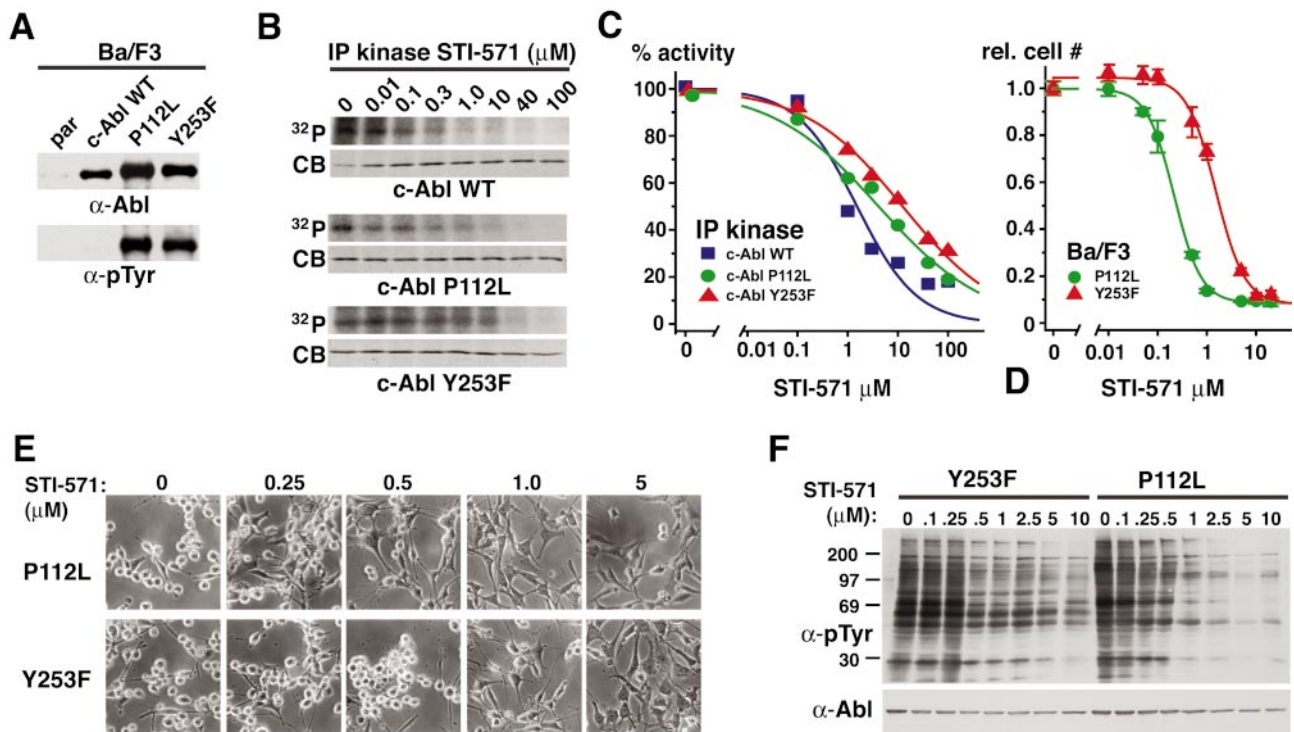 A
Ba/F3
par
c-Abl WT
P112L
Y253F
α-Abl
α-pTyr
B
IP kinase STI-571 (μM)
0 0.01 0.1 0.3 1.0 10 40 100
32P
CB
c-Abl WT
32P
CB
c-Abl P112L
32P
CB
c-Abl Y253F
C
% activity
100
80
60
40
20
0
IP kinase
c-Abl WT
c-Abl P112L
c-Abl Y253F
0 0.01 0.1 1 10 100
STI-571 μM
rel. cell #
1.0
0.8
0.6
0.4
0.2
0
Ba/F3
P112L
Y253F
0 0.01 0.1 1 10
D STI-571 μM
E
STI-571: 0 0.25 0.5 1.0 5
(μM)
P112L
Y253F
F
Y253F P112L
STI-571
(μM): 0 .1 .25 .5 1 2.5 5 10 0 .1 .25 .5 1 2.5 5 10
200
97
69
α-pTyr
30
α-Abl